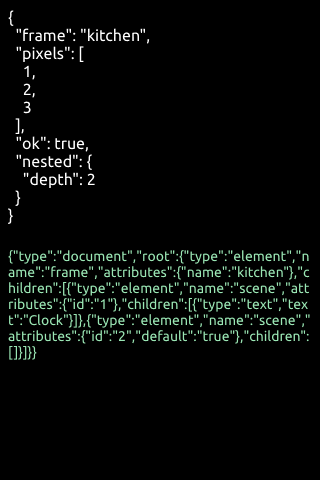 {
  "frame": "kitchen",
  "pixels": [
    1,
    2,
    3
  ],
  "ok": true,
  "nested": {
    "depth": 2
  }
}
{"type":"document","root":{"type":"element","n
ame":"frame","attributes":{"name":"kitchen"},"c
hildren":[{"type":"element","name":"scene","att
ributes":{"id":"1"},"children":[{"type":"text","tex
t":"Clock"}]},{"type":"element","name":"scene",
"attributes":{"id":"2","default":"true"},"children":
[]}]}}